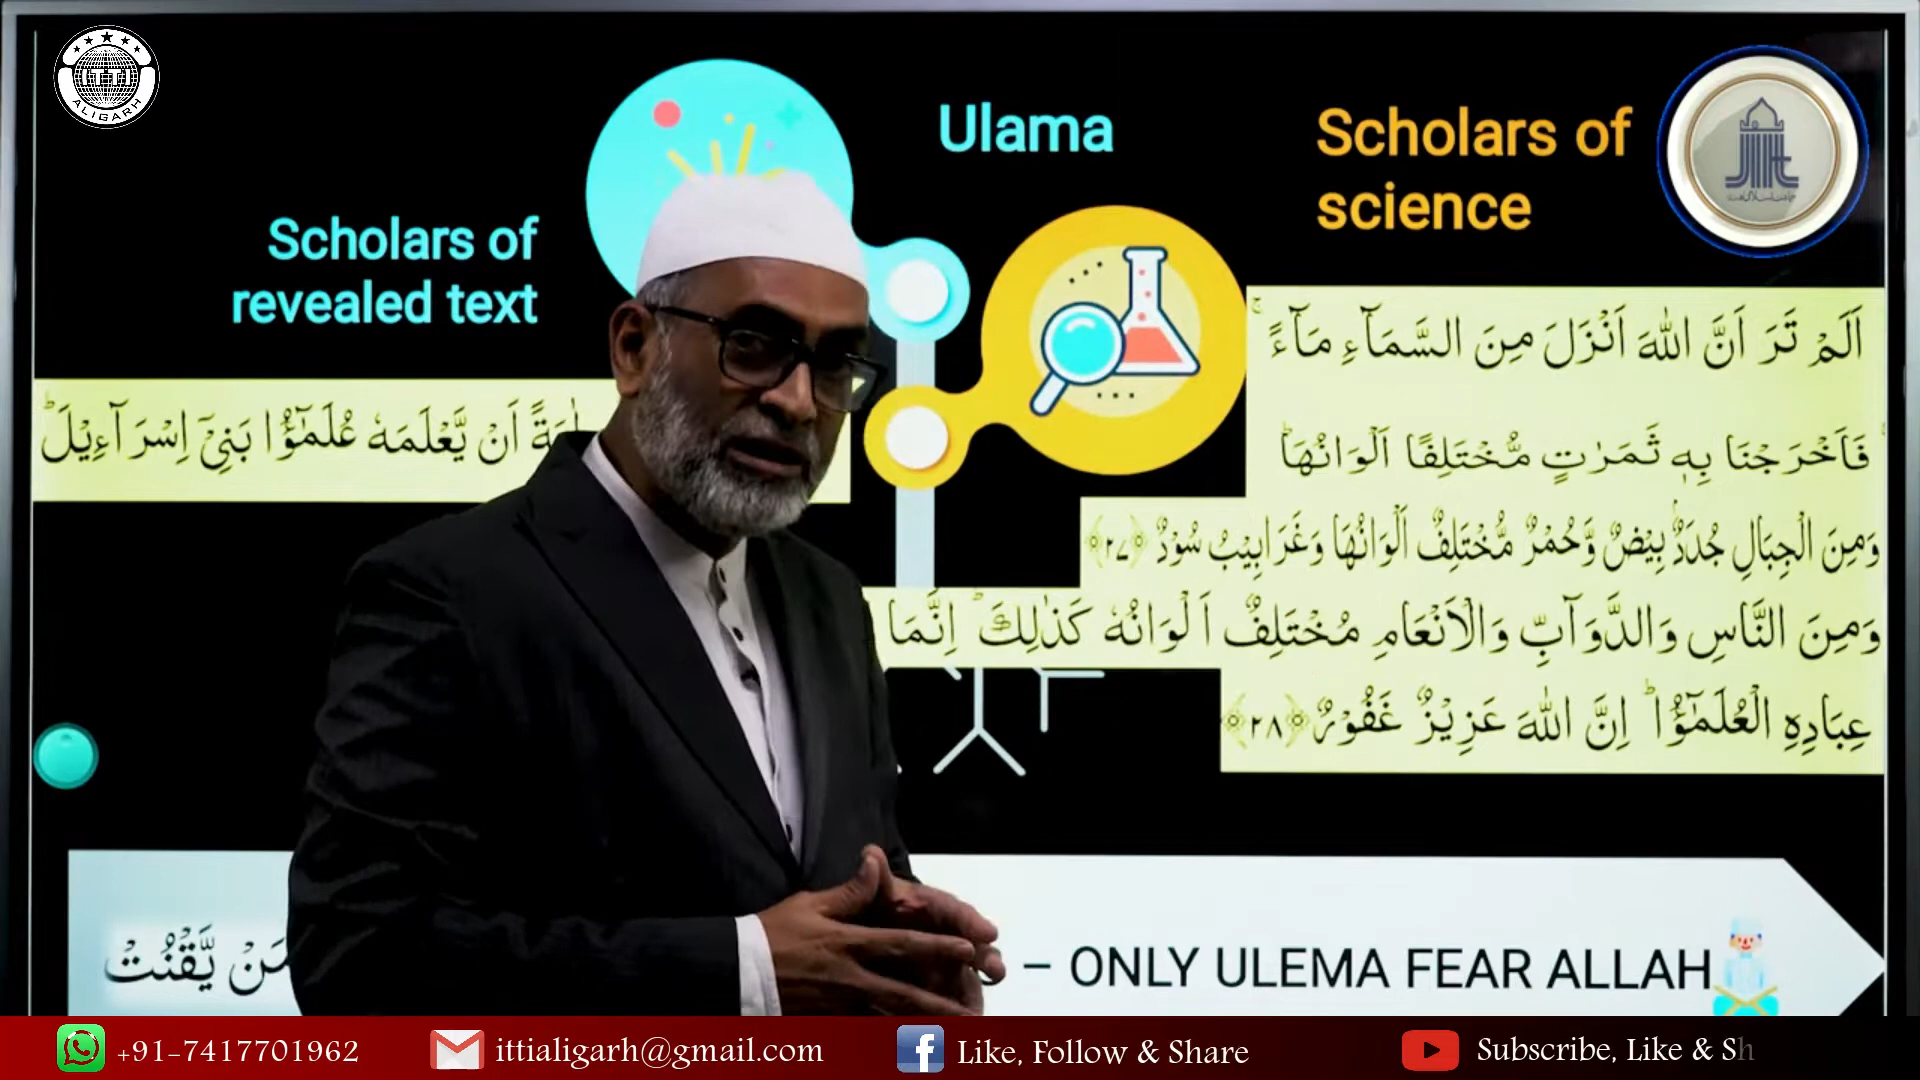 ITTI
ALIGARH
Ulama
Scholars of
science
Scholars of
revealed text
اَلَمْ تَرَ اَنَّ اللّٰهَ اَنْزَلَ مِنَ السَّمَآءِ مَآءً ۚ
فَاَخْرَجْنَا بِهٖ ثَمَرٰتٍ مُّخْتَلِفًا اَلْوَانُهَا ؕ
وَمِنَ الْجِبَالِ جُدَدٌۢ بِيْضٌ وَّحُمْرٌ مُّخْتَلِفٌ اَلْوَانُهَا وَغَرَابِيْبُ سُوْدٌ ﴿۲۷﴾
وَمِنَ النَّاسِ وَالدَّوَآبِّ وَالْاَنْعَامِ مُخْتَلِفٌ اَلْوَانُهٗ كَذٰلِكَ ؕ اِنَّمَا
عِبَادِهِ الْعُلَمٰٓؤُا ؕ اِنَّ اللّٰهَ عَزِيْزٌ غَفُوْرٌ ﴿۲۸﴾
اَنْ يَّعْلَمَهٗ عُلَمٰٓؤُا بَنِيْٓ اِسْرَآءِيْلَ ؕ
مَنْ يَّقْنُتْ
– ONLY ULEMA FEAR ALLAH
+91-7417701962
ittialigarh@gmail.com
Like, Follow & Share
Subscribe, Like & Sh